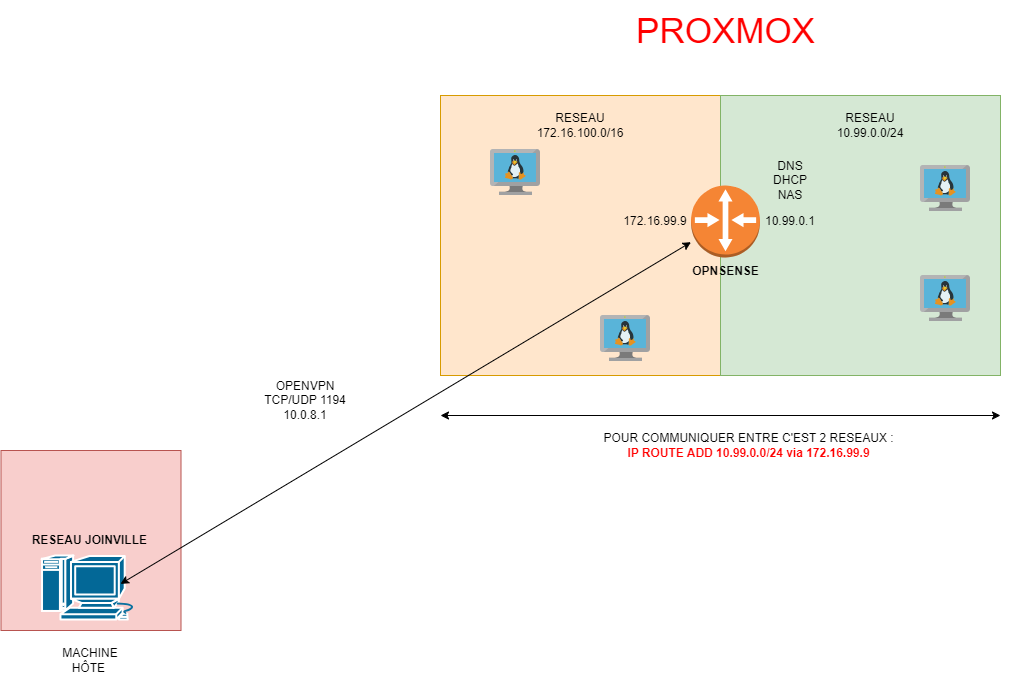 PROXMOX
RESEAU
172.16.100.0/16
RESEAU
10.99.0.0/24
DNS
DHCP
NAS
172.16.99.9
10.99.0.1
OPNSENSE
OPENVPN
TCP/UDP 1194
10.0.8.1
POUR COMMUNIQUER ENTRE C'EST 2 RESEAUX :
IP ROUTE ADD 10.99.0.0/24 via 172.16.99.9
RESEAU JOINVILLE
MACHINE
HÔTE